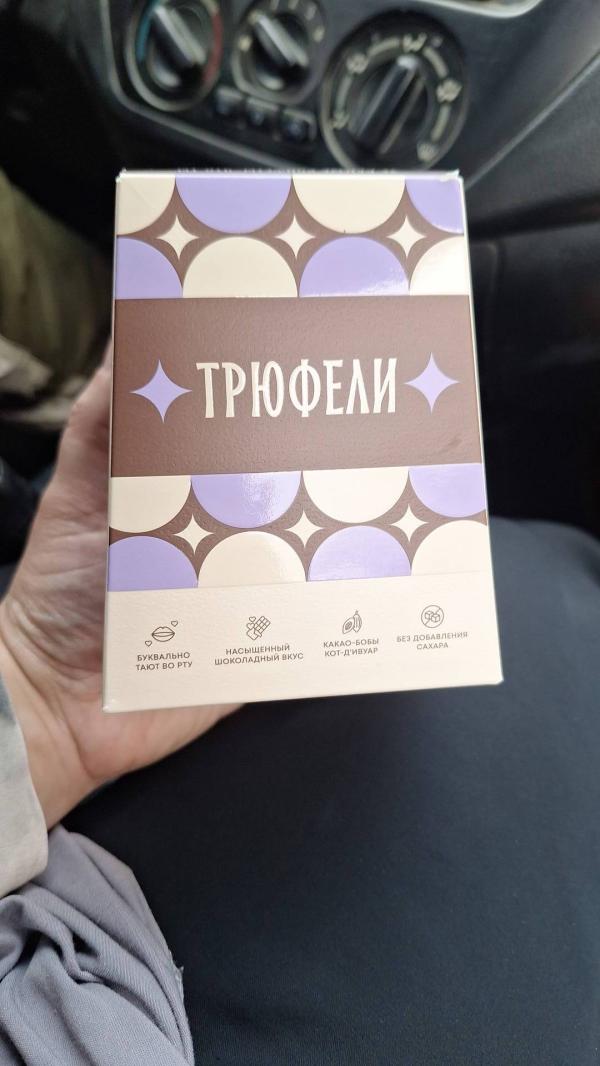 ТРЮФЕЛИ
БУКВАЛЬНО
ТАЮТ ВО РТУ
НАСЫЩЕННЫЙ
ШОКОЛАДНЫЙ ВКУС
КАКАО-БОБЫ
КОТ-Д'ИВУАР
БЕЗ ДОБАВЛЕНИЯ
САХАРА